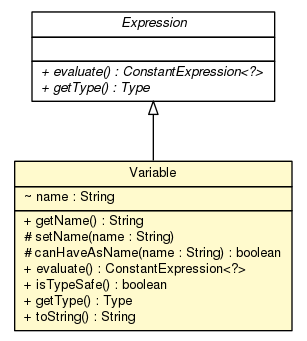 Expression
+ evaluate() : ConstantExpression<?>
+ getType() : Type
Variable
~ name : String
+ getName() : String
# setName(name : String)
# canHaveAsName(name : String) : boolean
+ evaluate() : ConstantExpression<?>
+ isTypeSafe() : boolean
+ getType() : Type
+ toString() : String